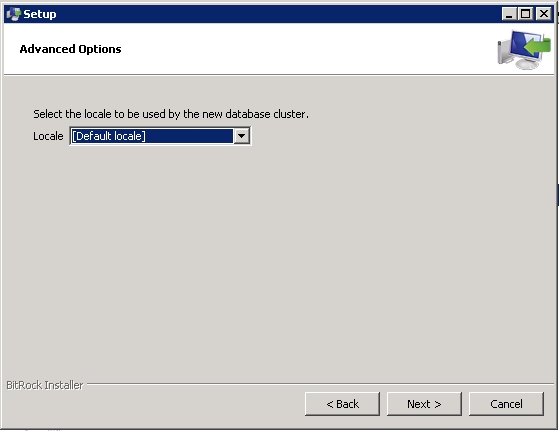 Setup
Advanced Options
Select the locale to be used by the new database cluster.
Locale [Default locale]
BitRock Installer
< Back Next > Cancel